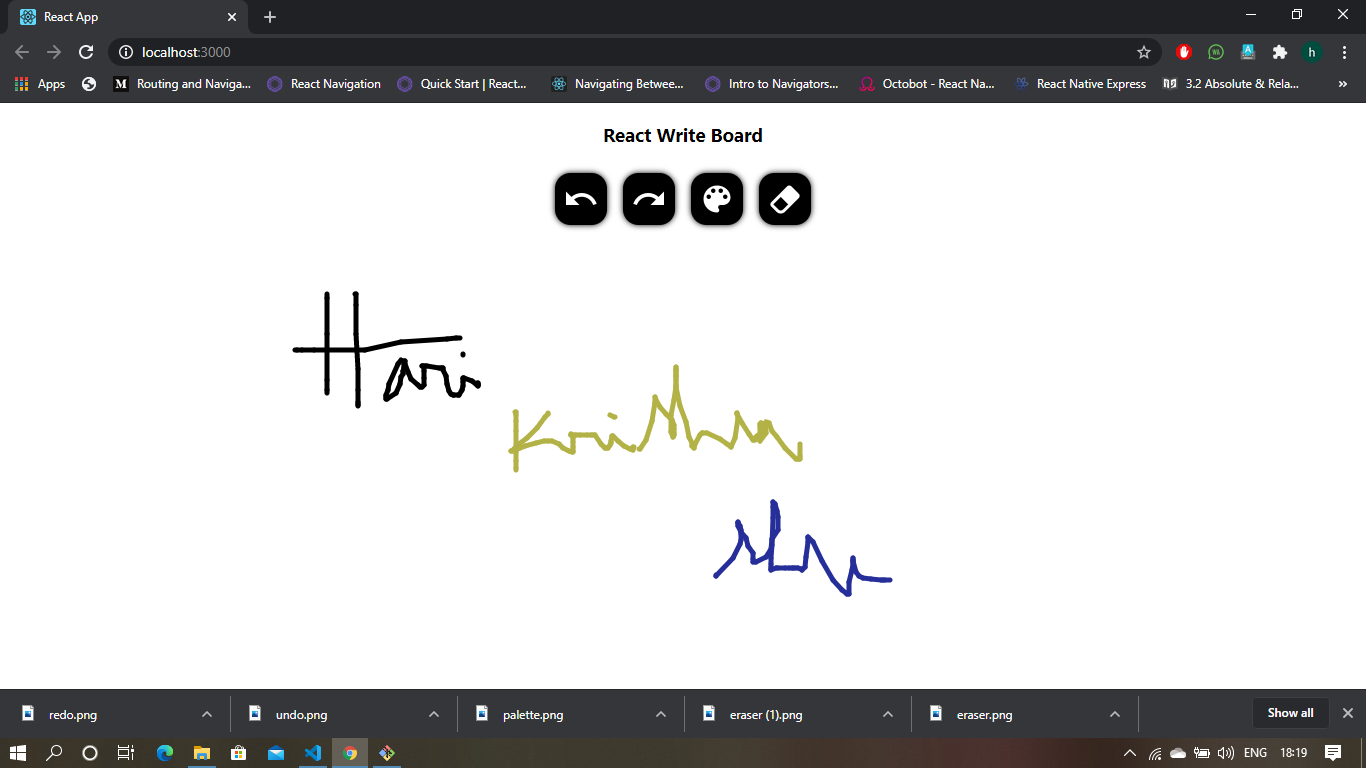 React App
localhost:3000
Apps
Routing and Naviga...
React Navigation
Quick Start | React...
Navigating Betwee...
Intro to Navigators...
Octobot - React Na...
React Native Express
3.2 Absolute & Rela...
React Write Board
Hari
redo.png
undo.png
palette.png
eraser (1).png
eraser.png
Show all
ENG
18:19